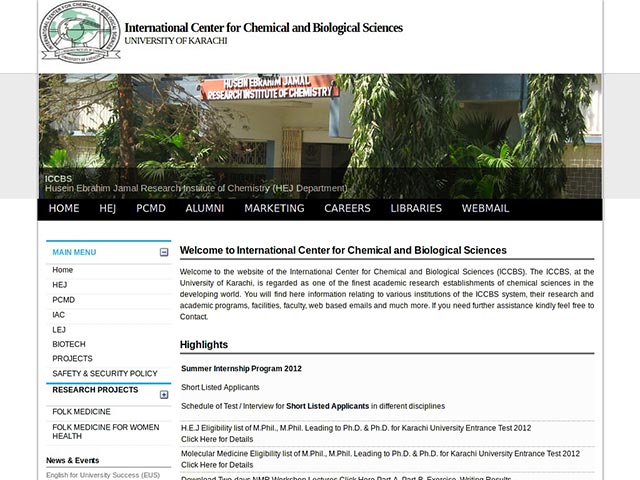 International Center for Chemical and Biological Sciences
UNIVERSITY OF KARACHI
HUSEIN EBRAHIM JAMAL
RESEARCH INSTITUTE OF CHEMISTRY
ICCBS
Husein Ebrahim Jamal Research Institute of Chemistry (HEJ Department)
HOME HEJ PCMD ALUMNI MARKETING CAREERS LIBRARIES WEBMAIL
MAIN MENU
Home
HEJ
PCMD
IAC
LEJ
BIOTECH
PROJECTS
SAFETY & SECURITY POLICY
RESEARCH PROJECTS
FOLK MEDICINE
FOLK MEDICINE FOR WOMEN
HEALTH
News & Events
English for University Success (EUS)
Welcome to International Center for Chemical and Biological Sciences
Welcome to the website of the International Center for Chemical and Biological Sciences (ICCBS). The ICCBS, at the
University of Karachi, is regarded as one of the finest academic research establishments of chemical sciences in the
developing world. You will find here information relating to various institutions of the ICCBS system, their research and
academic programs, facilities, faculty, web based emails and much more. If you need further assistance kindly feel free to
Contact.
Highlights
Summer Internship Program 2012
Short Listed Applicants
Schedule of Test / Interview for Short Listed Applicants in different disciplines
H.E.J Eligibility list of M.Phil., M.Phil. Leading to Ph.D. & Ph.D. for Karachi University Entrance Test 2012
Click Here for Details
Molecular Medicine Eligibility list of M.Phil., M.Phil. Leading to Ph.D. & Ph.D. for Karachi University Entrance Test 2012
Click Here for Details
Download Two days NMR Workshop Lectures Click Here Part A, Part B, Exercise, Writing Results